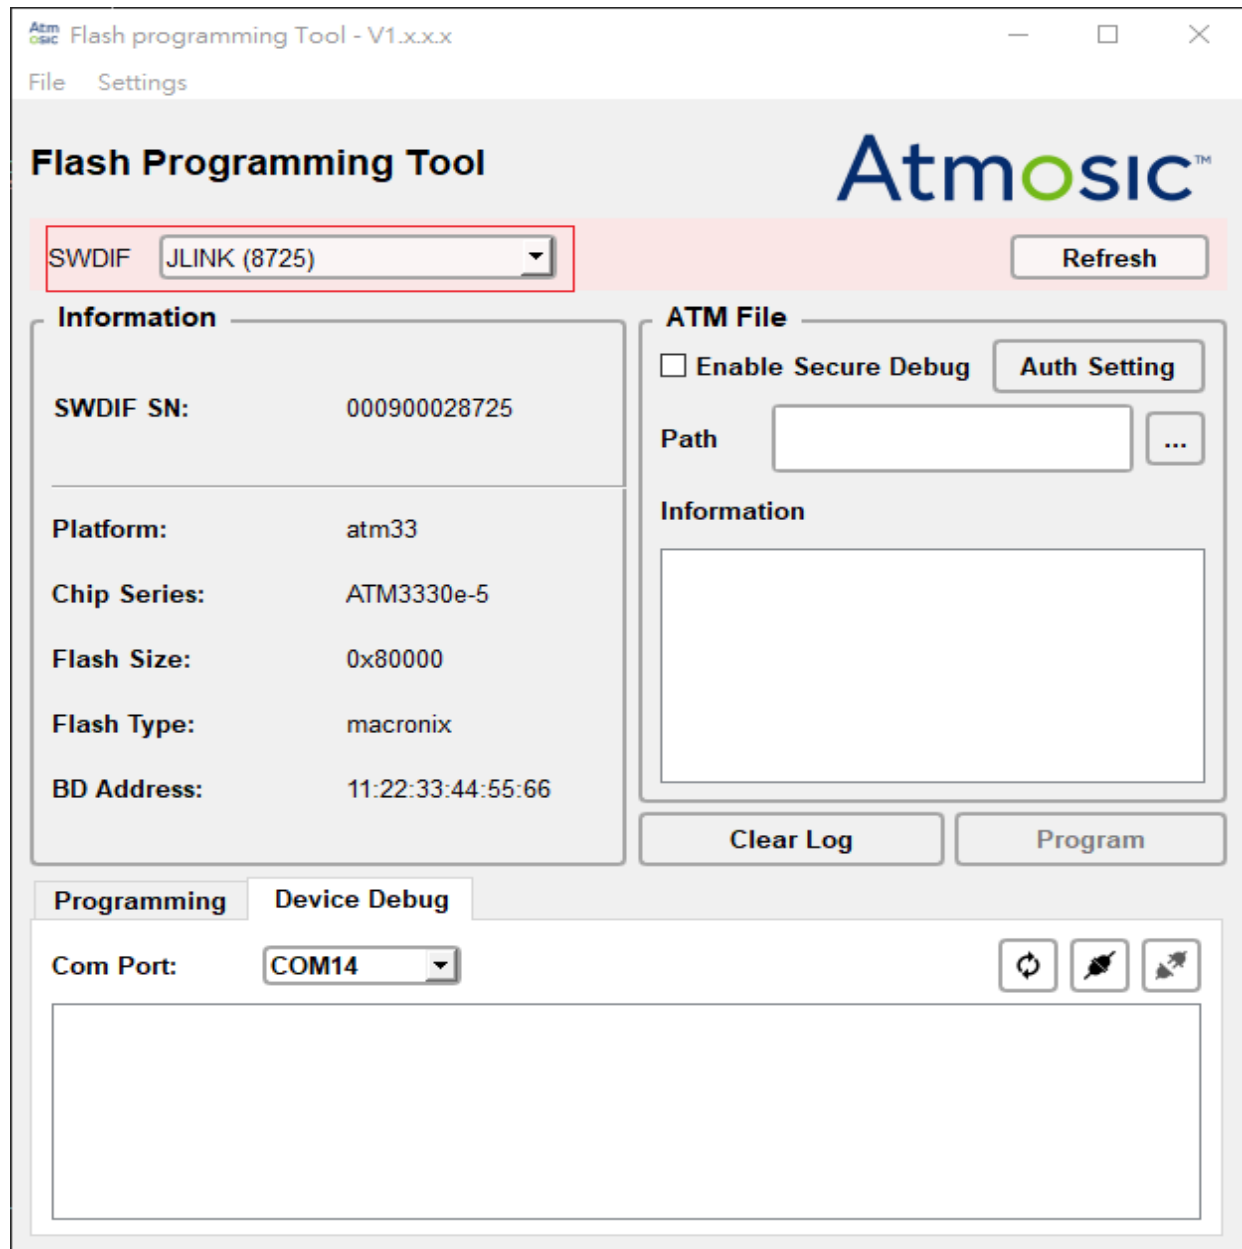 Atmosic Flash programming Tool - V1.x.x.x
File Settings
Flash Programming Tool
Atmosic™
SWDIF JLINK (8725) Refresh
Information
SWDIF SN: 000900028725
Platform: atm33
Chip Series: ATM3330e-5
Flash Size: 0x80000
Flash Type: macronix
BD Address: 11:22:33:44:55:66
ATM File
Enable Secure Debug Auth Setting
Path ...
Information
Clear Log Program
Programming Device Debug
Com Port: COM14